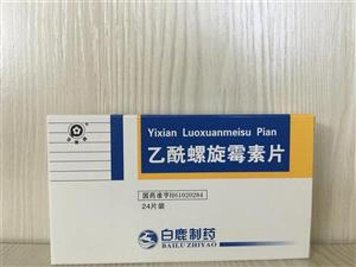 Yixian Luoxuanmeisu Pian
乙酰螺旋霉素片
国药准字H61020284
24片装
白鹿制药
BAILU ZHIYAO